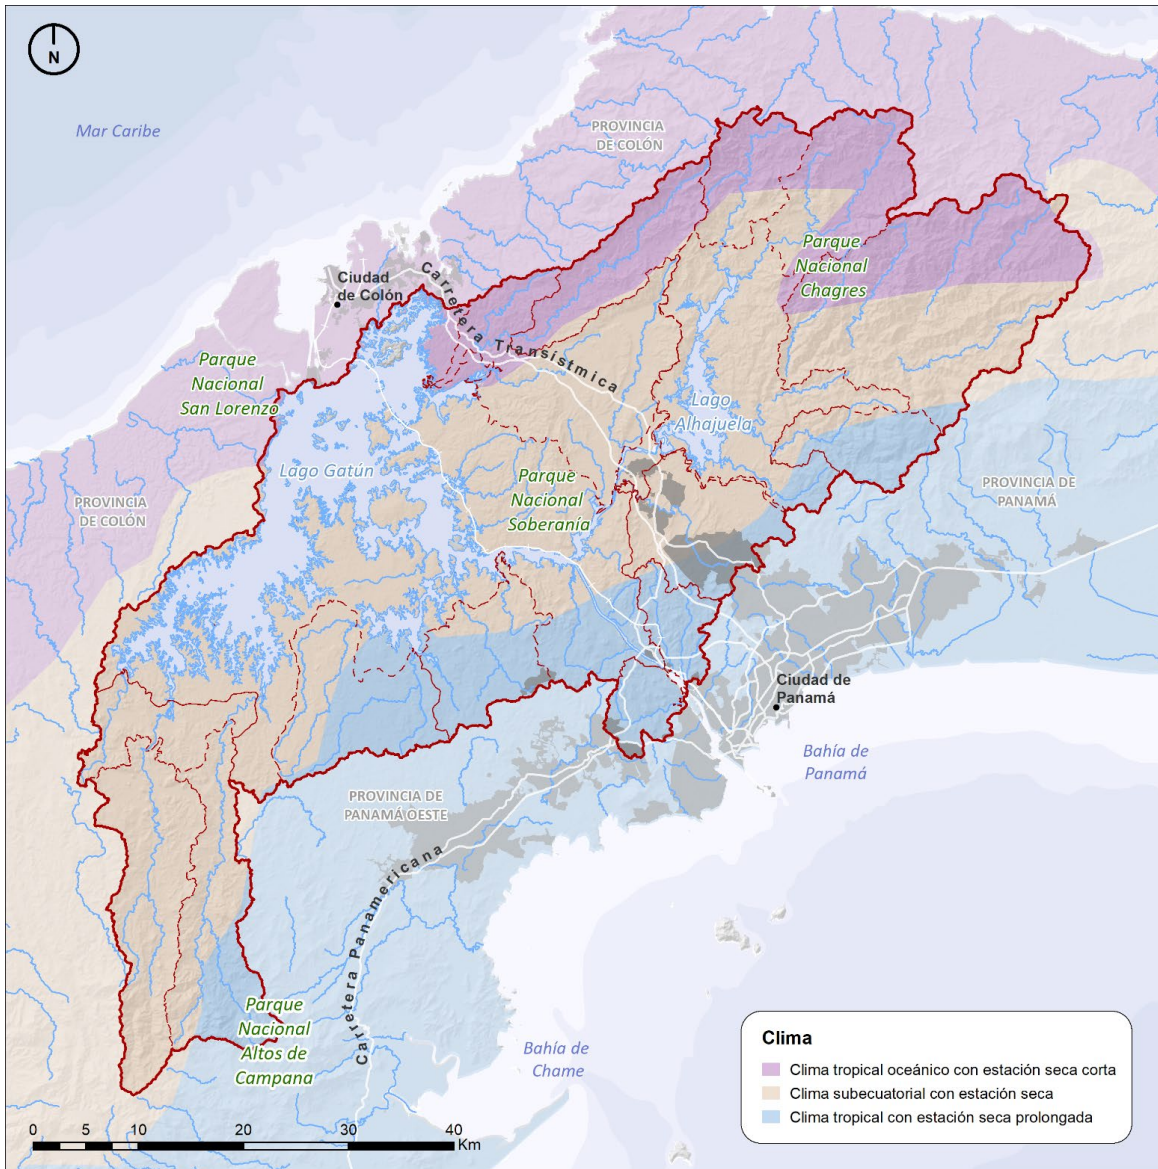 N
Mar Caribe
PROVINCIA
DE COLÓN
Parque
Nacional
Chagres
Ciudad
de Colón
Carretera Transístmica
Parque
Nacional
San Lorenzo
Lago
Alhajuela
Lago Gatún
Parque
Nacional
Soberanía
PROVINCIA
DE COLÓN
PROVINCIA DE
PANAMÁ
Ciudad de
Panamá
Bahía de
Panamá
PROVINCIA DE
PANAMÁ OESTE
Carretera Panamericana
Parque
Nacional
Altos de
Campana
Bahía de
Chame
Clima
Clima tropical oceánico con estación seca corta
Clima subecuatorial con estación seca
Clima tropical con estación seca prolongada
0 5 10 20 30 40
Km